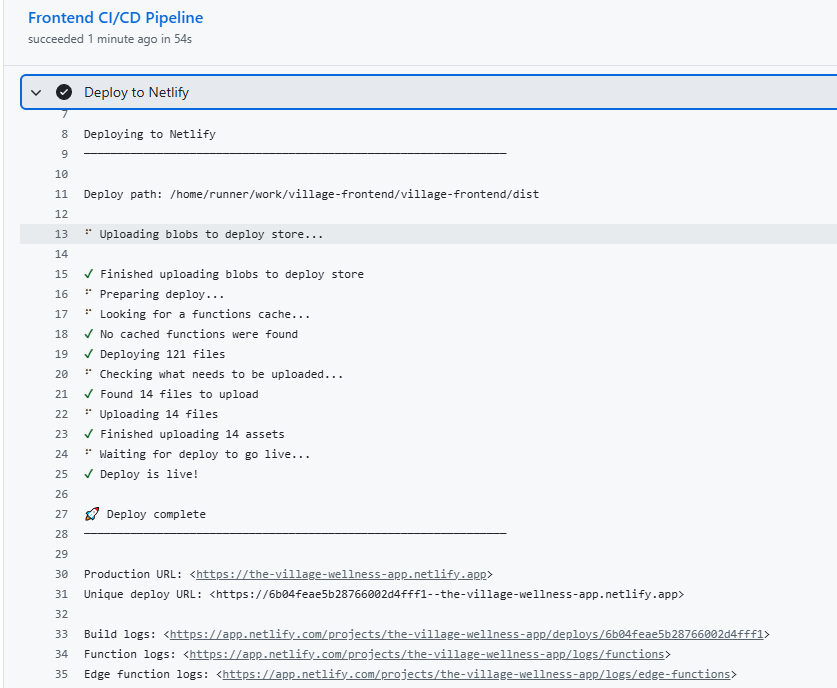 Frontend CI/CD Pipeline
succeeded 1 minute ago in 54s
Deploy to Netlify
7
8 Deploying to Netlify
9 ────────────────────────────────────────────────────────────────
10
11 Deploy path: /home/runner/work/village-frontend/village-frontend/dist
12
13 ⠋ Uploading blobs to deploy store...
14
15 ✓ Finished uploading blobs to deploy store
16 ⠋ Preparing deploy...
17 ⠋ Looking for a functions cache...
18 ✓ No cached functions were found
19 ✓ Deploying 121 files
20 ⠋ Checking what needs to be uploaded...
21 ✓ Found 14 files to upload
22 ⠋ Uploading 14 files
23 ✓ Finished uploading 14 assets
24 ⠋ Waiting for deploy to go live...
25 ✓ Deploy is live!
26
27 🚀 Deploy complete
28 ────────────────────────────────────────────────────────────────
29
30 Production URL: <https://the-village-wellness-app.netlify.app>
31 Unique deploy URL: <https://6b04feae5b28766002d4fff1--the-village-wellness-app.netlify.app>
32
33 Build logs: <https://app.netlify.com/projects/the-village-wellness-app/deploys/6b04feae5b28766002d4fff1>
34 Function logs: <https://app.netlify.com/projects/the-village-wellness-app/logs/functions>
35 Edge function logs: <https://app.netlify.com/projects/the-village-wellness-app/logs/edge-functions>